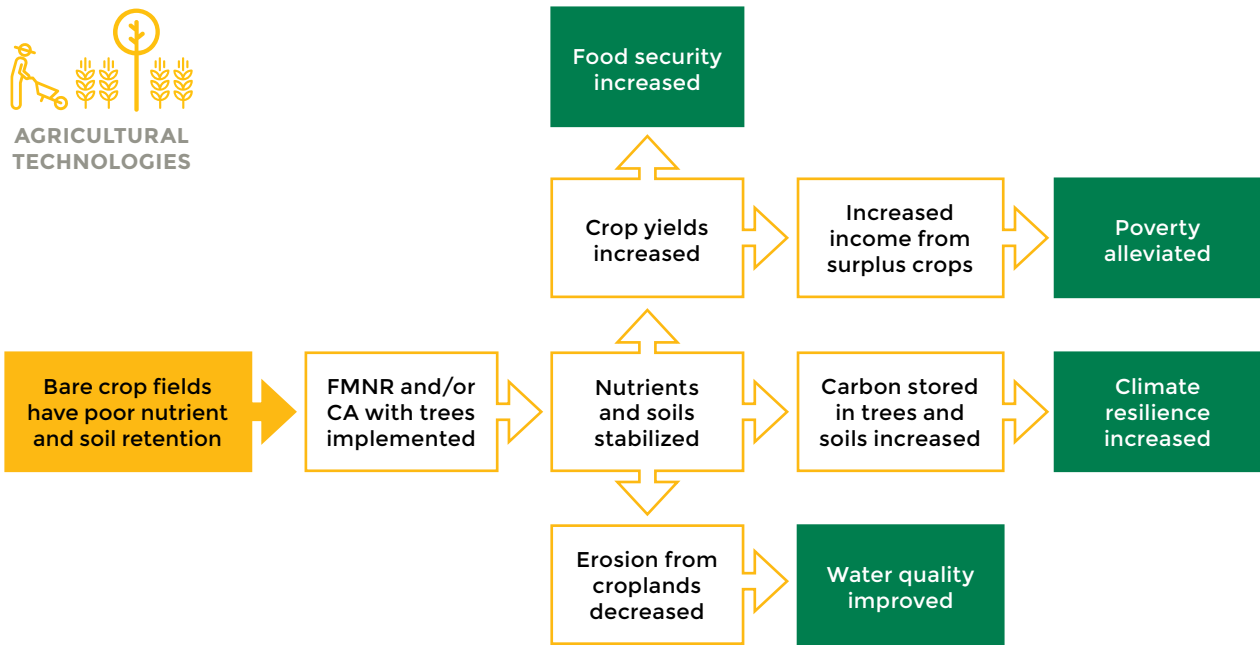 AGRICULTURAL
TECHNOLOGIES
Food security
increased
Crop yields
increased
Increased
income from
surplus crops
Poverty
alleviated
Bare crop fields
have poor nutrient
and soil retention
FMNR and/or
CA with trees
implemented
Nutrients
and soils
stabilized
Carbon stored
in trees and
soils increased
Climate
resilience
increased
Erosion from
croplands
decreased
Water quality
improved